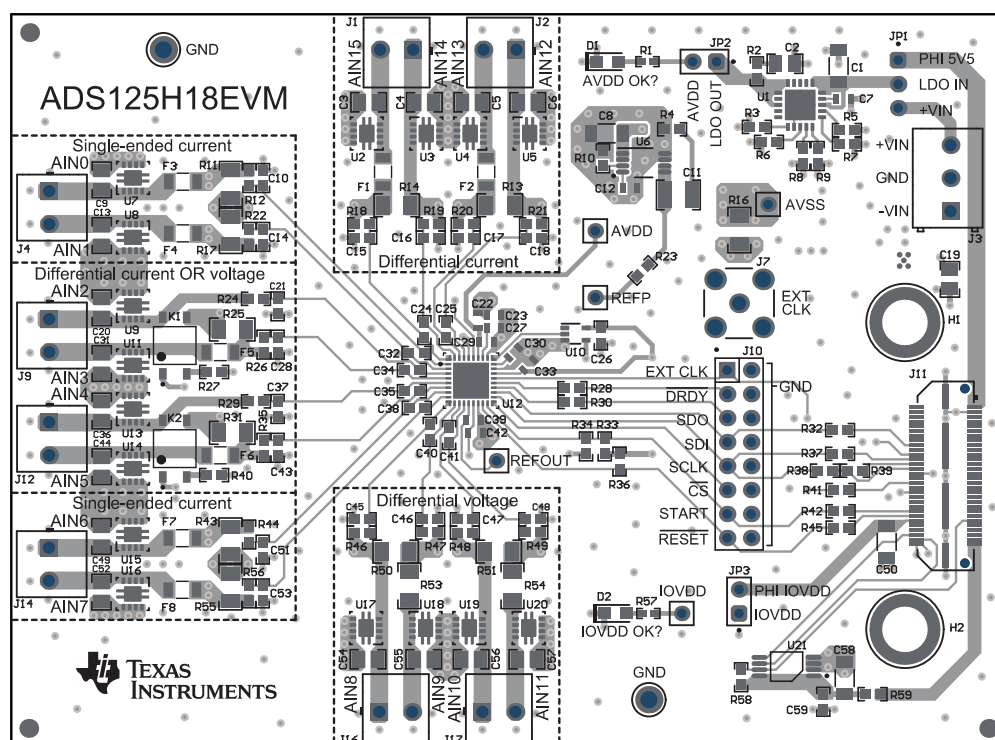 GND
ADS125H18EVM
J1
J2
AIN15
AIN14
AIN13
AIN12
C3
C4
C5
C6
U2
U3
U4
U5
F1
R14
F2
R13
R18
R19
R20
R21
C15
C16
C17
C18
Differential current
D1
R1
JP2
R2
C2
AVDD OK?
AVDD
LDO OUT
C1
JP1
PHI 5V5
LDO IN
+VIN
U1
C7
R3
R5
R6
R7
R8
R9
C8
U6
R4
R10
C12
C11
+VIN
GND
-VIN
J3
R16
AVSS
AVDD
R23
REFP
J7
EXT
CLK
C19
H1
Single-ended current
AIN0
F3
R11
C9
U7
C10
R12
C13
U8
R22
J4
AIN1
F4
R17
C14
Differential current OR voltage
AIN2
R24
C21
K1
R25
C20
U9
C31
U11
F5
C28
R26
J9
AIN3
R27
AIN4
R29
C37
K2
R31
R35
C36
U13
C44
U14
F6
C43
J12
AIN5
R40
Single-ended current
AIN6
F7
R43
R44
C49
U15
C51
C52
U16
R56
J14
AIN7
F8
R55
C53
C24
C25
C22
C23
C27
C29
C30
U10
C26
C32
C34
C33
C35
C38
U12
R28
R30
C39
C42
C40
C41
REFOUT
R34
R33
R36
J10
EXT CLK
GND
DRDY
SDO
SDI
SCLK
CS
START
RESET
J11
R32
R37
R38
R39
R41
R42
R45
C50
Differential voltage
C45
C46
C47
C48
R46
R47
R48
R49
R50
R51
R53
R54
U17
U18
U19
U20
C54
C55
C56
C57
AIN8
AIN9
AIN10
AIN11
J16
J17
D2
R57
IOVDD
IOVDD OK?
JP3
PHI IOVDD
IOVDD
H2
U21
C58
R58
C59
R59
GND
TEXAS
INSTRUMENTS